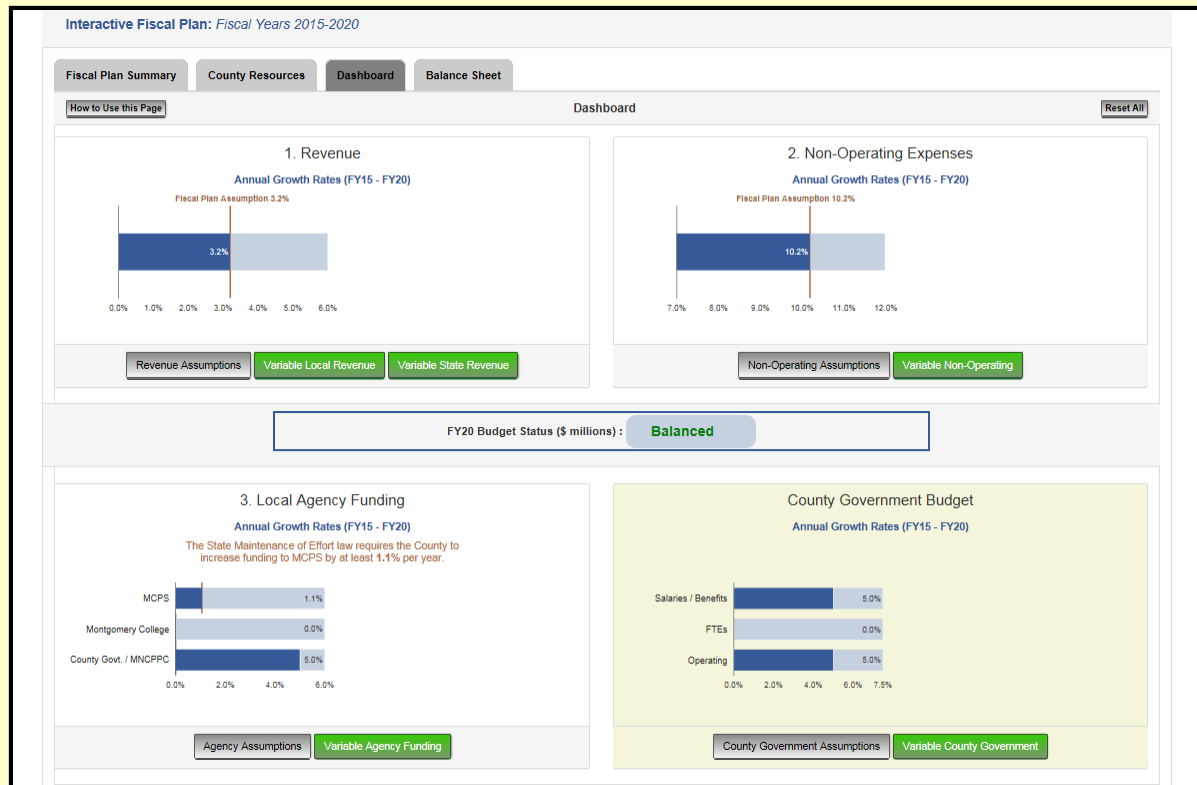 Interactive Fiscal Plan: Fiscal Years 2015-2020
Fiscal Plan Summary County Resources Dashboard Balance Sheet
How to Use this Page Dashboard Reset All
1. Revenue
Annual Growth Rates (FY15 - FY20)
Fiscal Plan Assumption 3.2%
3.2%
0.0% 1.0% 2.0% 3.0% 4.0% 5.0% 6.0%
Revenue Assumptions Variable Local Revenue Variable State Revenue
2. Non-Operating Expenses
Annual Growth Rates (FY15 - FY20)
Fiscal Plan Assumption 10.2%
10.2%
7.0% 8.0% 9.0% 10.0% 11.0% 12.0%
Non-Operating Assumptions Variable Non-Operating
FY20 Budget Status ($ millions) : Balanced
3. Local Agency Funding
Annual Growth Rates (FY15 - FY20)
The State Maintenance of Effort law requires the County to
increase funding to MCPS by at least 1.1% per year.
MCPS 1.1%
Montgomery College 0.0%
County Govt. / MNCPPC 5.0%
0.0% 2.0% 4.0% 6.0%
Agency Assumptions Variable Agency Funding
County Government Budget
Annual Growth Rates (FY15 - FY20)
Salaries / Benefits 5.0%
FTEs 0.0%
Operating 5.0%
0.0% 2.0% 4.0% 6.0% 7.5%
County Government Assumptions Variable County Government